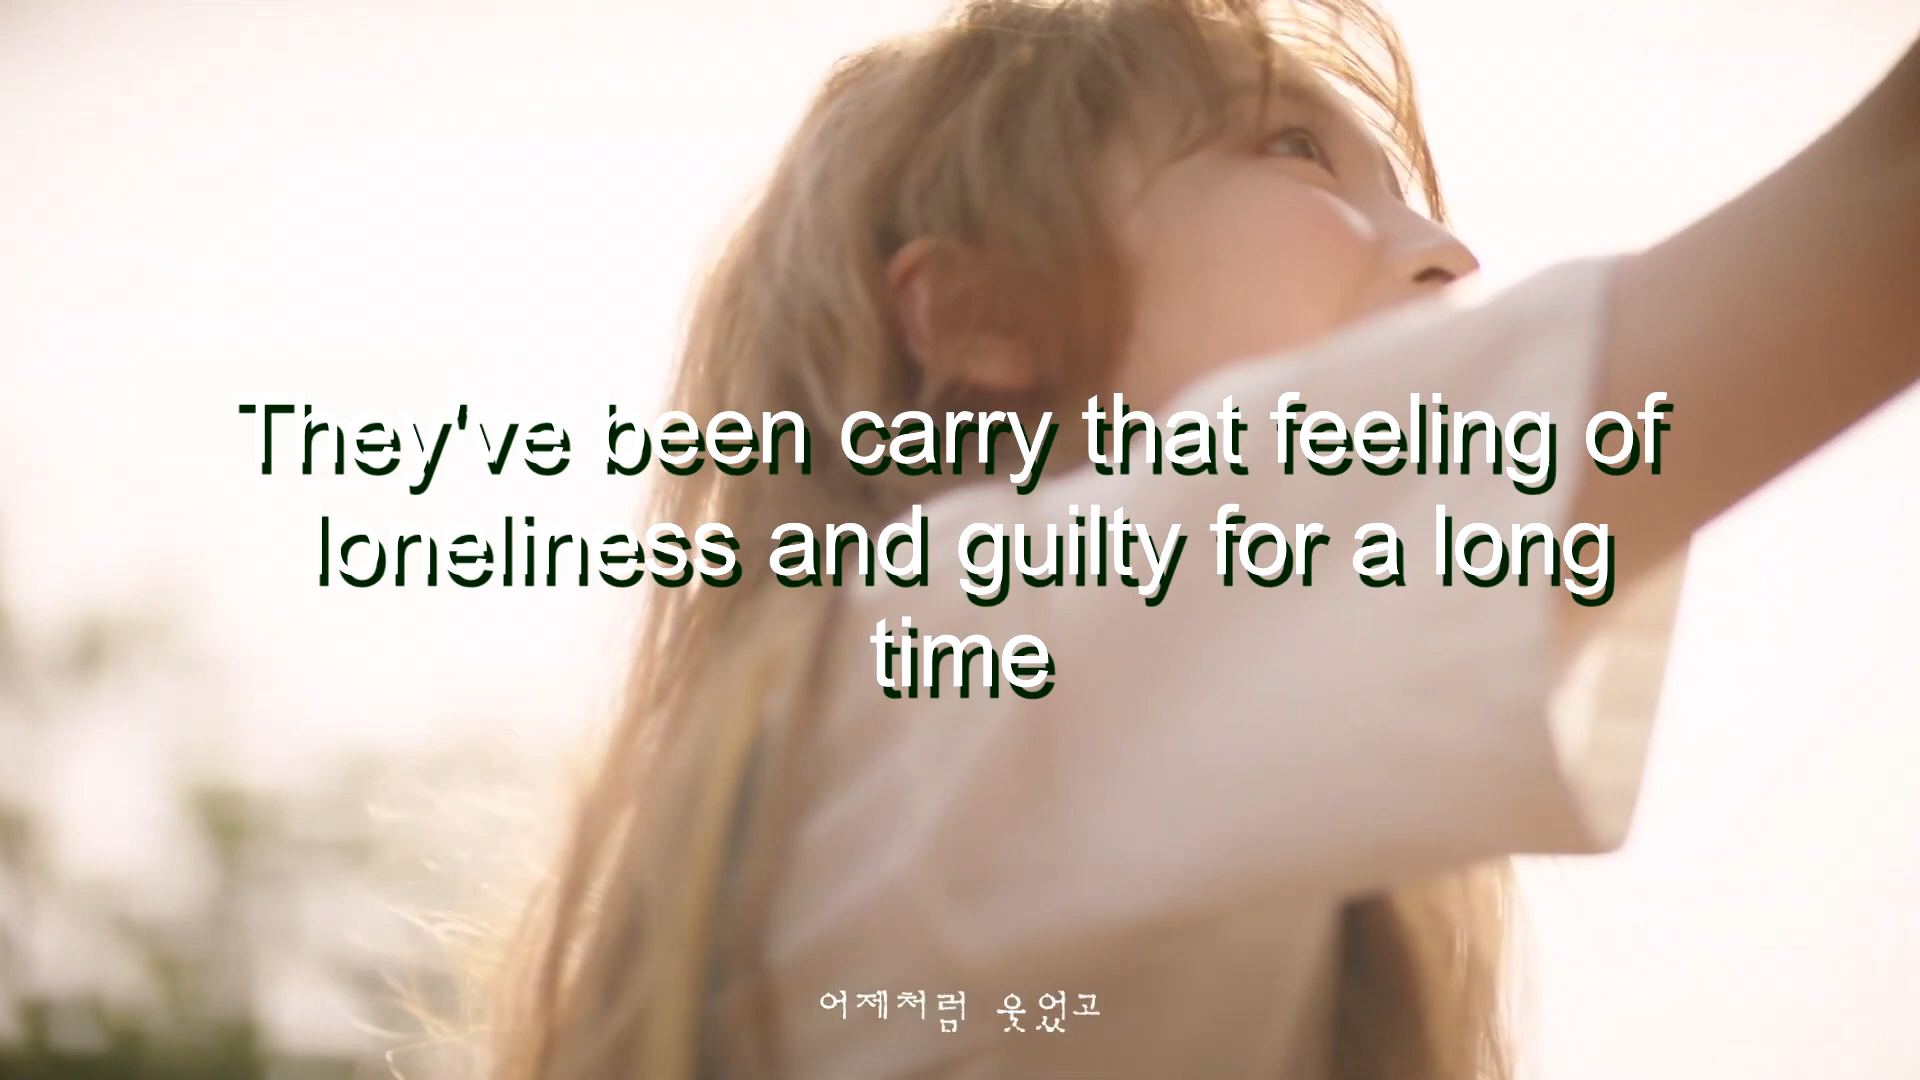 They've been carry that feeling of
loneliness and guilty for a long
time
어제처럼 웃었고